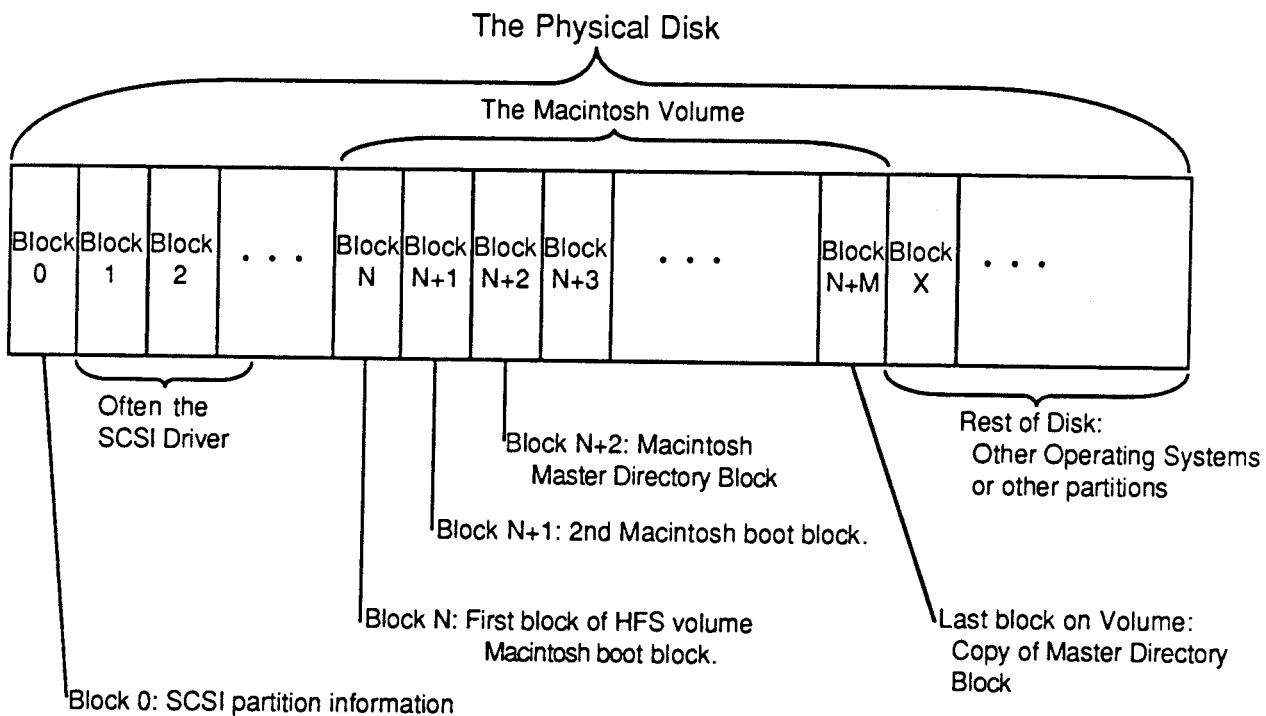 The Physical Disk
The Macintosh Volume
Block 0
Block 1
Block 2
. . .
Block N
Block N+1
Block N+2
Block N+3
. . .
Block N+M
Block X
. . .
Often the
SCSI Driver
Block N+2: Macintosh
Master Directory Block
Block N+1: 2nd Macintosh boot block.
Block N: First block of HFS volume
Macintosh boot block.
Block 0: SCSI partition information
Rest of Disk:
Other Operating Systems
or other partitions
Last block on Volume:
Copy of Master Directory
Block